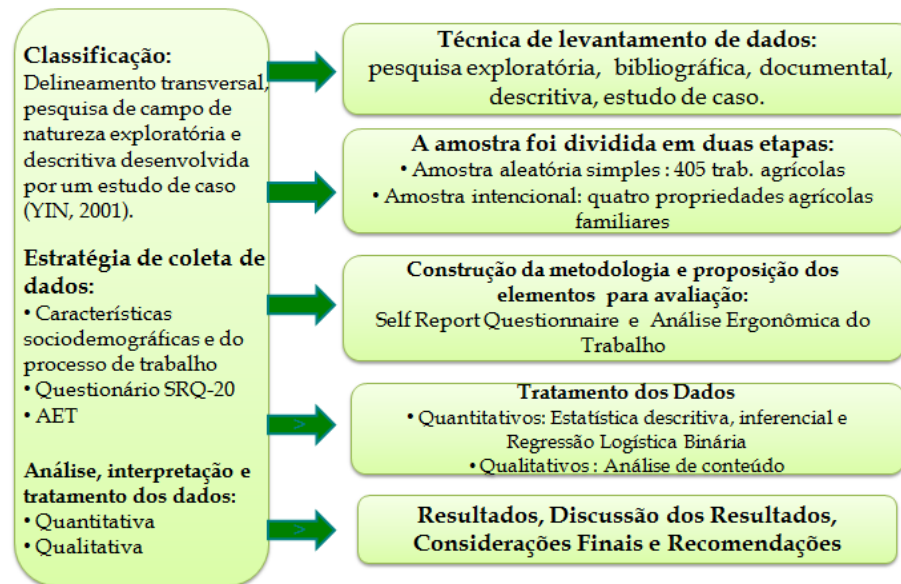 Classificação:
Delineamento transversal,
pesquisa de campo de
natureza exploratória e
descritiva desenvolvida
por um estudo de caso
(YIN, 2001).
Estratégia de coleta de
dados:
• Características
sociodemográficas e do
processo de trabalho
• Questionário SRQ-20
• AET
Análise, interpretação e
tratamento dos dados:
• Quantitativa
• Qualitativa
Técnica de levantamento de dados:
pesquisa exploratória, bibliográfica, documental,
descritiva, estudo de caso.
A amostra foi dividida em duas etapas:
• Amostra aleatória simples : 405 trab. agrícolas
• Amostra intencional: quatro propriedades agrícolas
familiares
Construção da metodologia e proposição dos
elementos para avaliação:
Self Report Questionnaire e Análise Ergonômica do
Trabalho
>
Tratamento dos Dados
• Quantitativos: Estatística descritiva, inferencial e
Regressão Logística Binária
• Qualitativos : Análise de conteúdo
>
Resultados, Discussão dos Resultados,
Considerações Finais e Recomendações